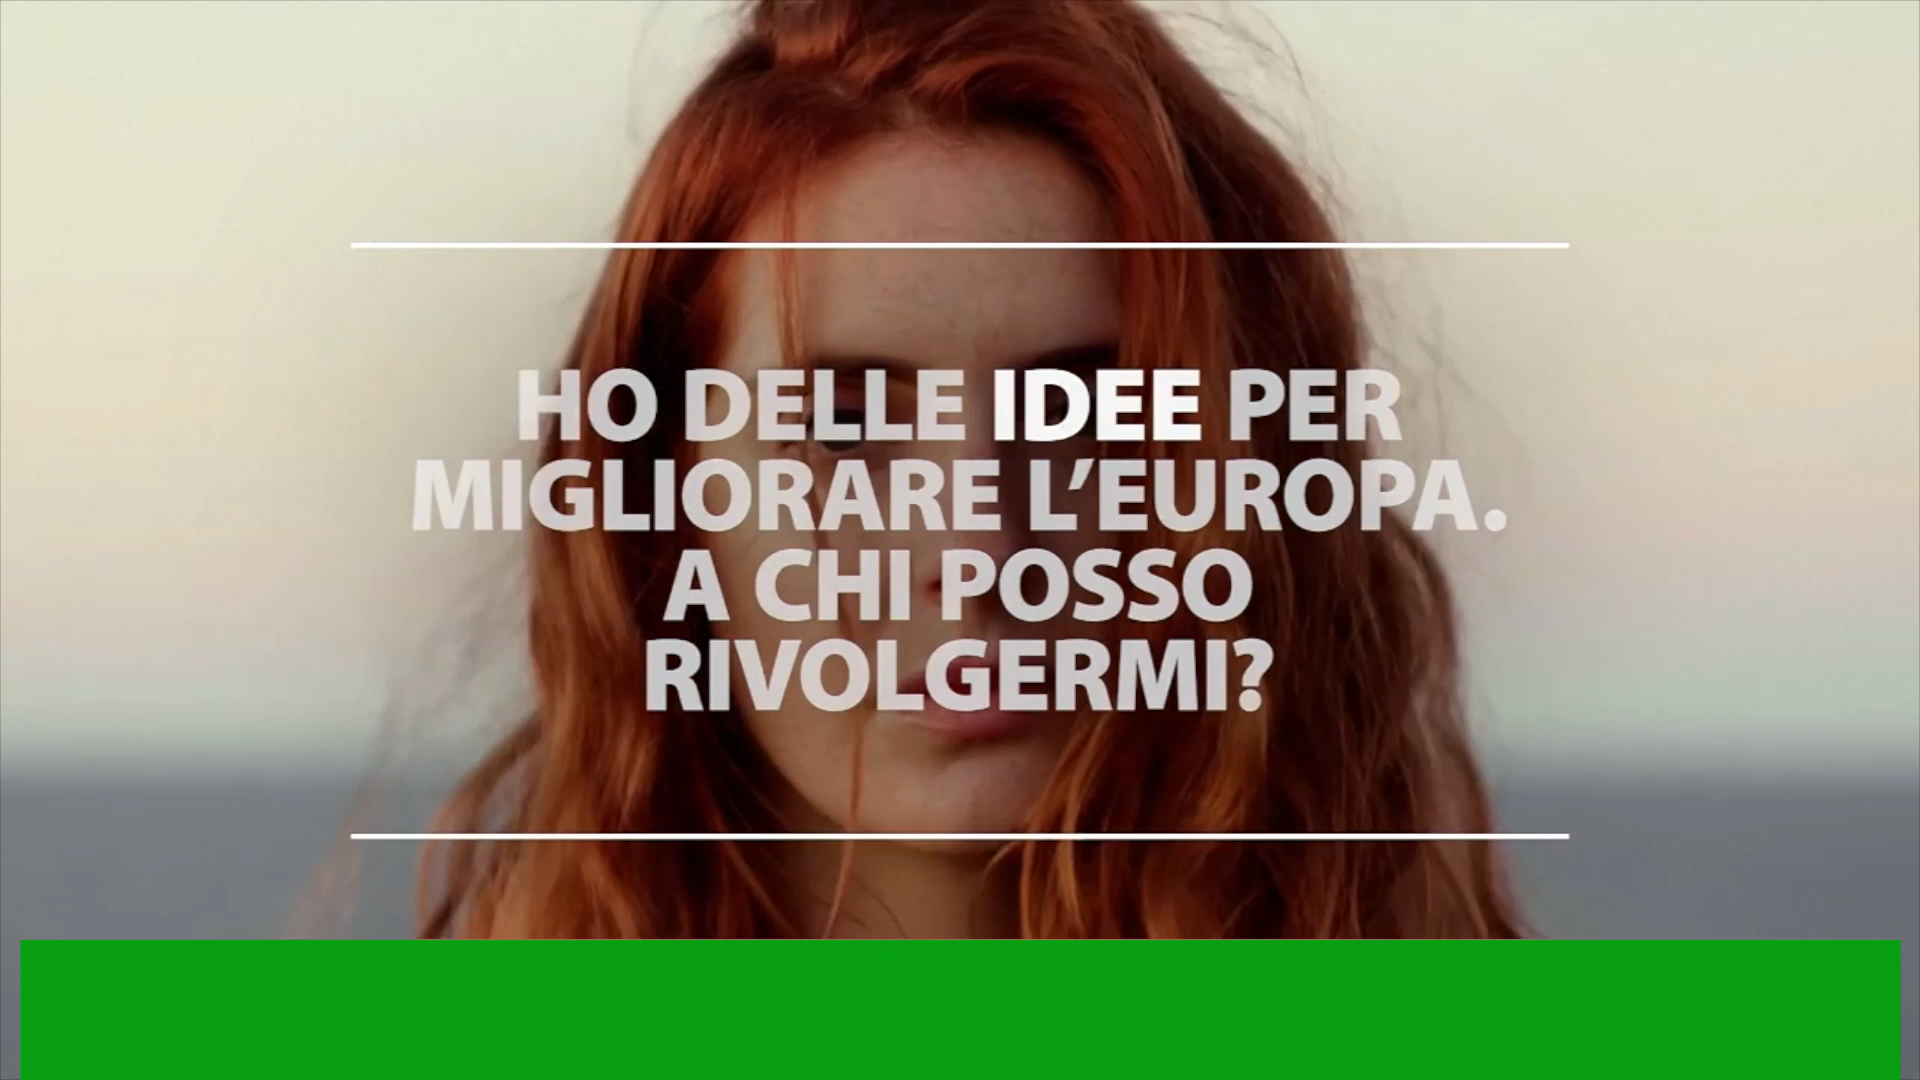 HO DELLE IDEE PER
MIGLIORARE L’EUROPA.
A CHI POSSO
RIVOLGERMI?